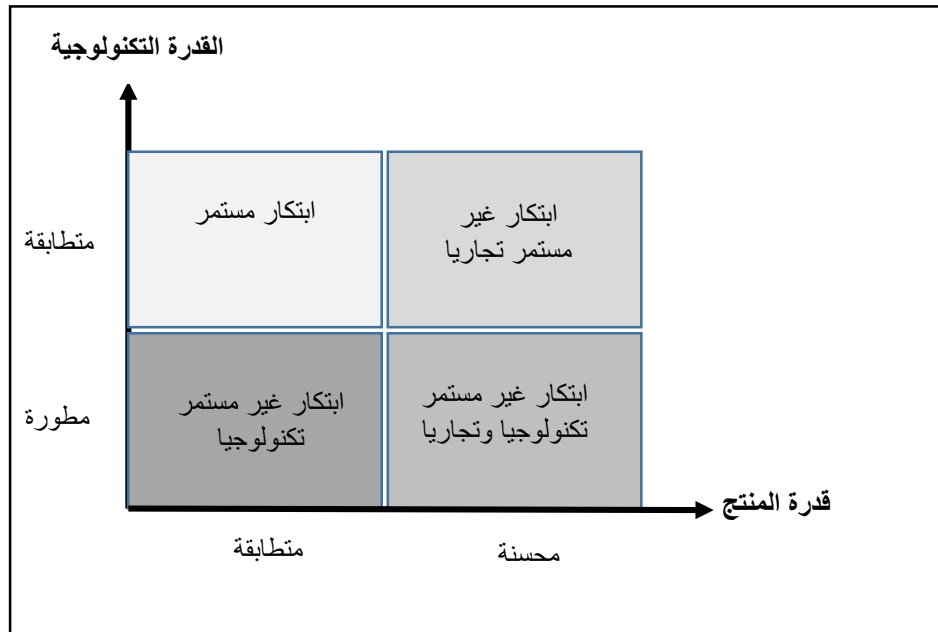 القدرة التكنولوجية
ابتكار مستمر
ابتكار غير
مستمر تجاريا
متطابقة
ابتكار غير مستمر
تكنولوجيا
ابتكار غير مستمر
تكنولوجيا وتجاريا
مطورة
قدرة المنتج
متطابقة
محسنة